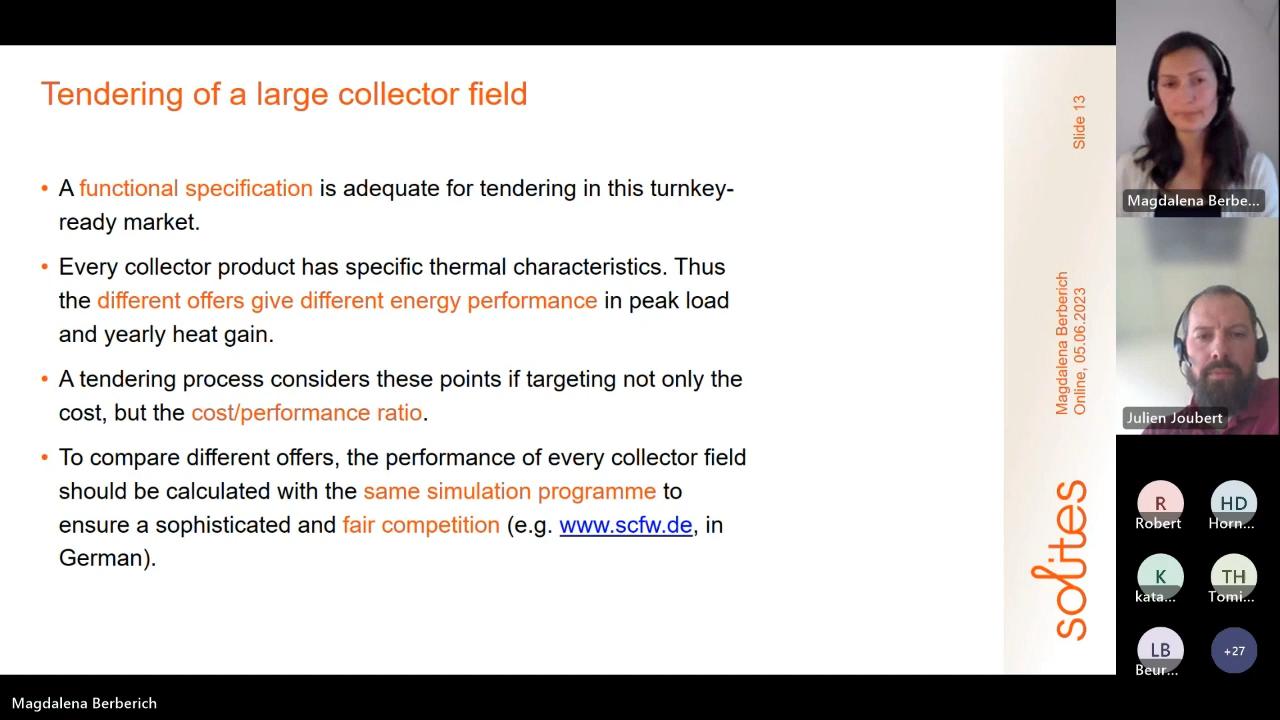 Tendering of a large collector field
• A functional specification is adequate for tendering in this turnkey-
ready market.
• Every collector product has specific thermal characteristics. Thus
the different offers give different energy performance in peak load
and yearly heat gain.
• A tendering process considers these points if targeting not only the
cost, but the cost/performance ratio.
• To compare different offers, the performance of every collector field
should be calculated with the same simulation programme to
ensure a sophisticated and fair competition (e.g. www.scfw.de, in
German).
Slide 13
Magdalena Berberich
Online, 05.06.2023
solites
Magdalena Berbe...
Julien Joubert
R
Robert
HD
Horn...
K
kata...
TH
Tomi...
LB
Beur...
+27
Magdalena Berberich